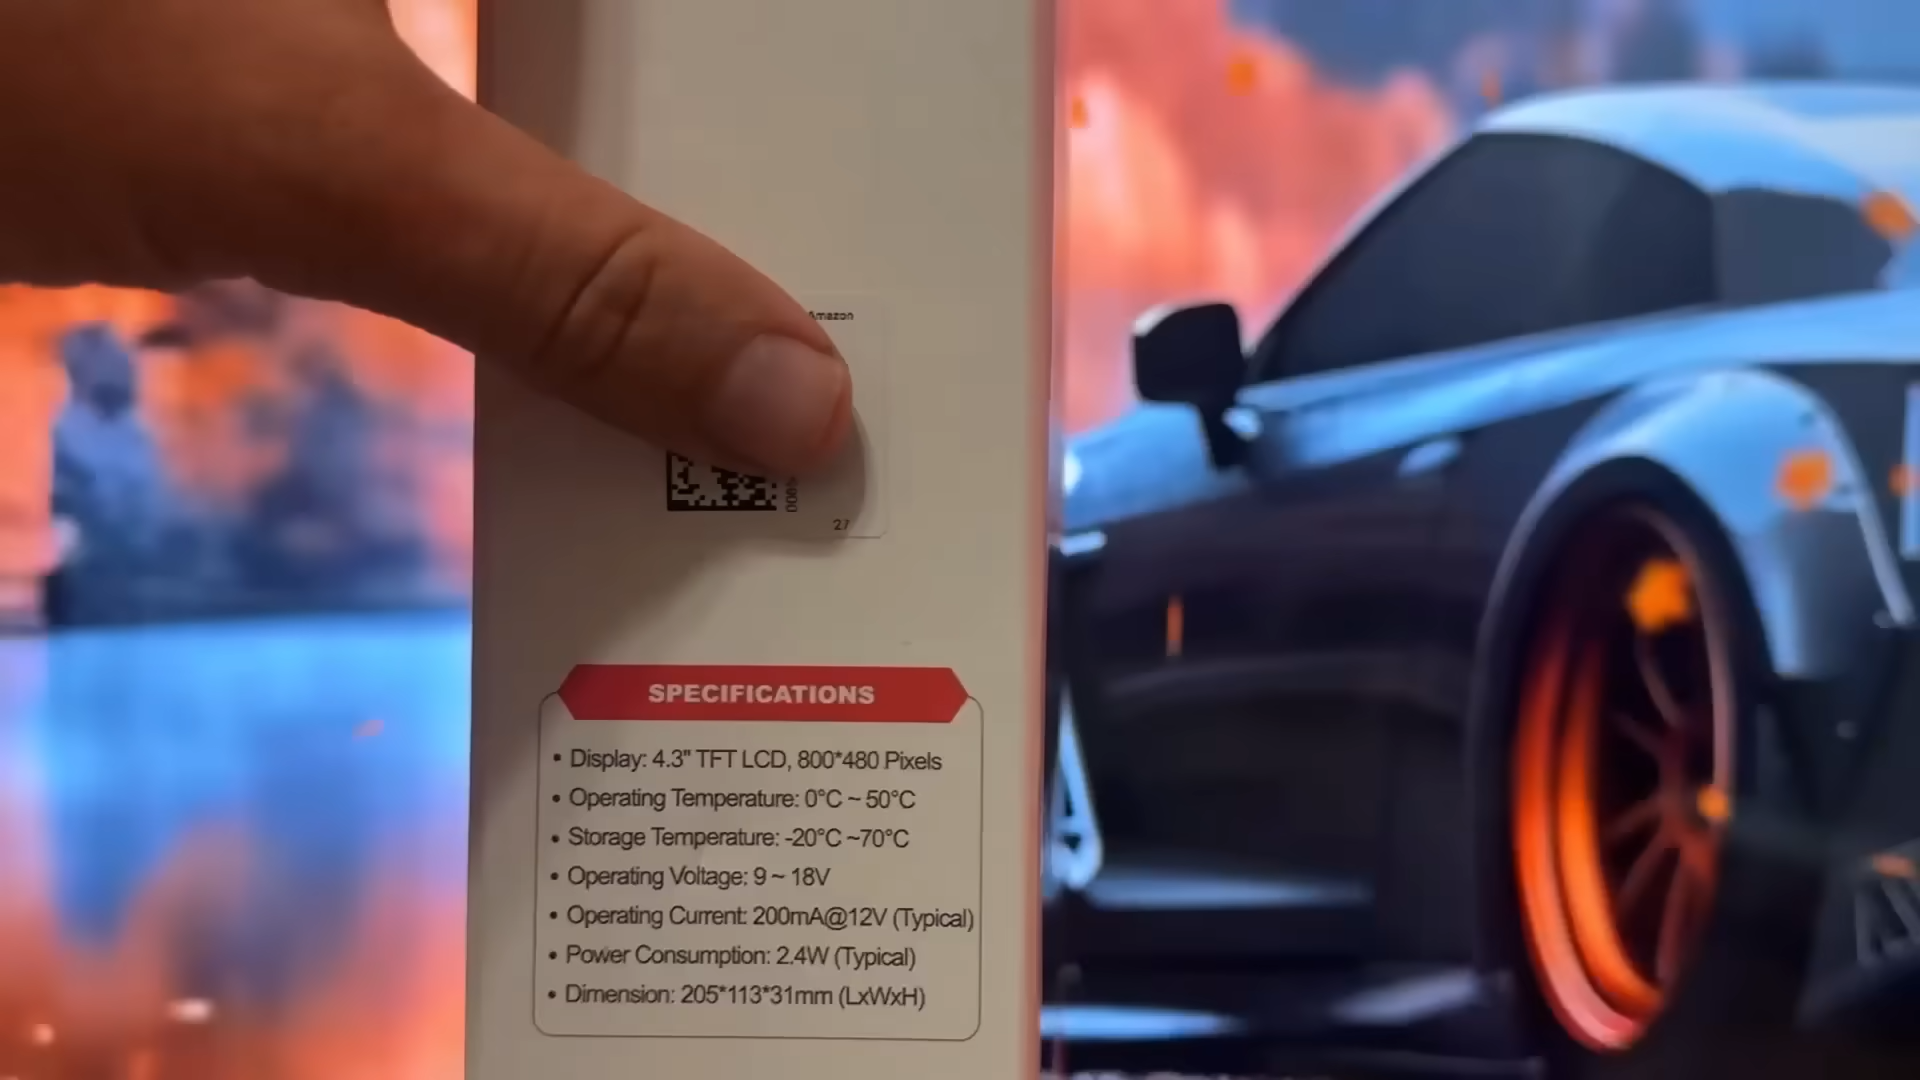 Amazon
27
SPECIFICATIONS
• Display: 4.3" TFT LCD, 800*480 Pixels
• Operating Temperature: 0°C ~ 50°C
• Storage Temperature: -20°C ~70°C
• Operating Voltage: 9 ~ 18V
• Operating Current: 200mA@12V (Typical)
• Power Consumption: 2.4W (Typical)
• Dimension: 205*113*31mm (LxWxH)